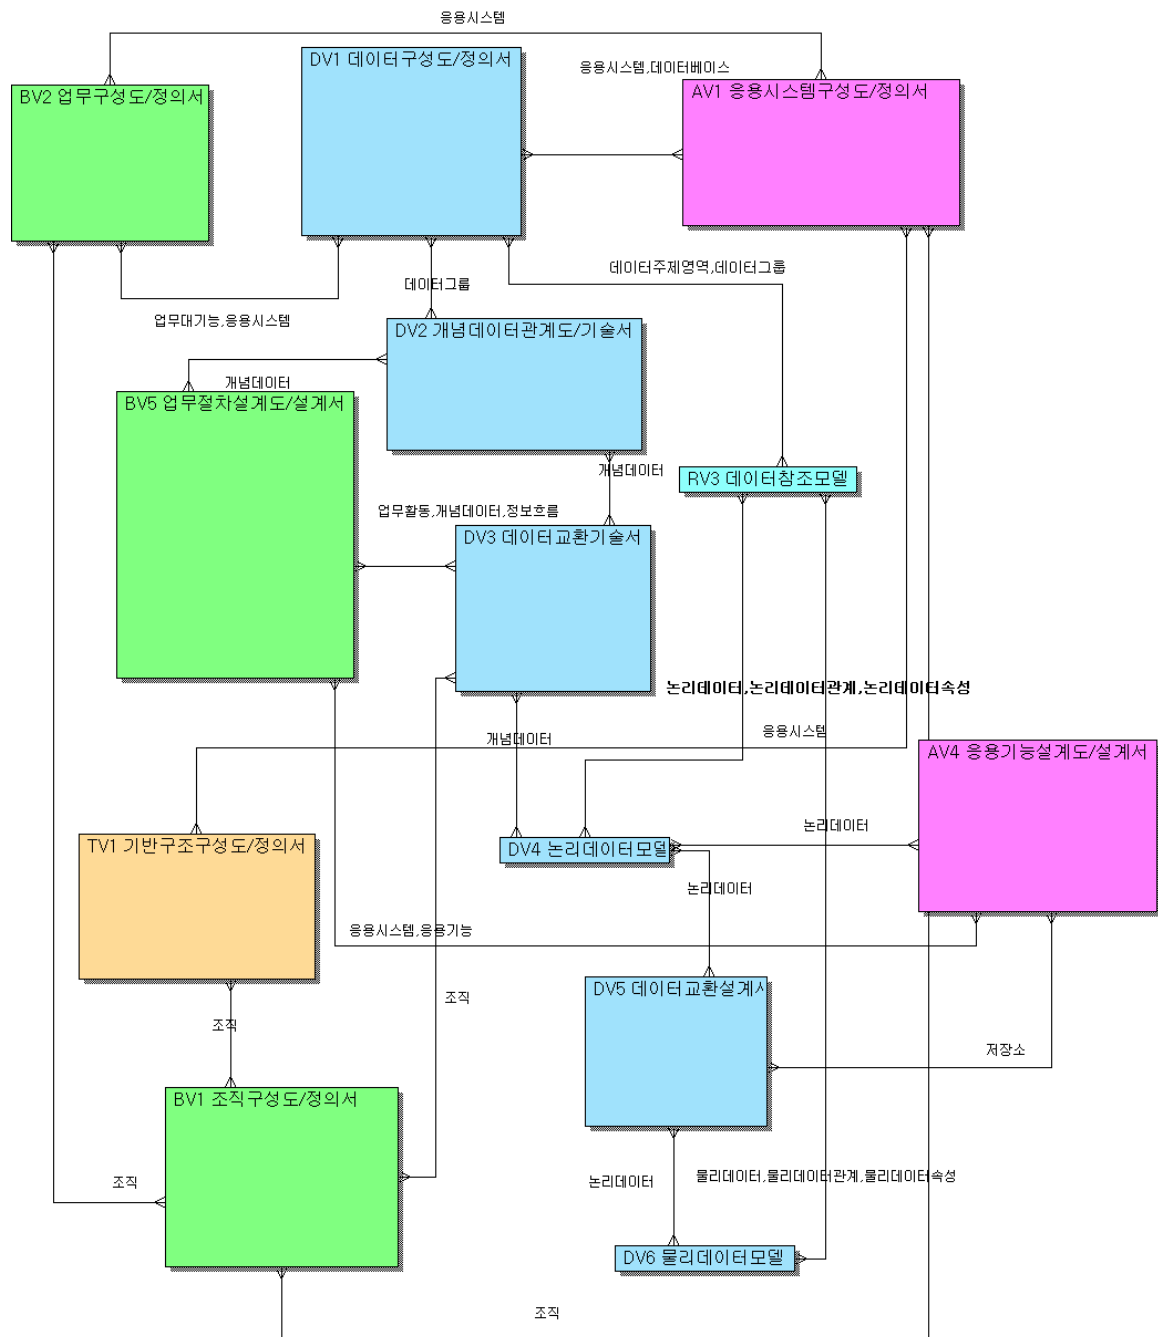 응용시스템
DV1 데이터구성도/정의서
응용시스템,데이터베이스
BV2 업무구성도/정의서
AV1 응용시스템구성도/정의서
데이터주제영역,데이터그룹
데이터그룹
업무대기능,응용시스템
DV2 개념데이터관계도/기술서
개념데이터
BV5 업무절차설계도/설계서
개념데이터
RV3 데이터참조모델
업무활동,개념데이터,정보흐름
DV3 데이터교환기술서
논리데이터,논리데이터관계,논리데이터속성
응용시스템
개념데이터
AV4 응용기능설계도/설계서
논리데이터
TV1 기반구조구성도/정의서
DV4 논리데이터모델
논리데이터
응용시스템,응용기능
DV5 데이터교환설계서
조직
조직
저장소
BV1 조직구성도/정의서
조직
논리데이터
물리데이터,물리데이터관계,물리데이터속성
DV6 물리데이터모델
조직